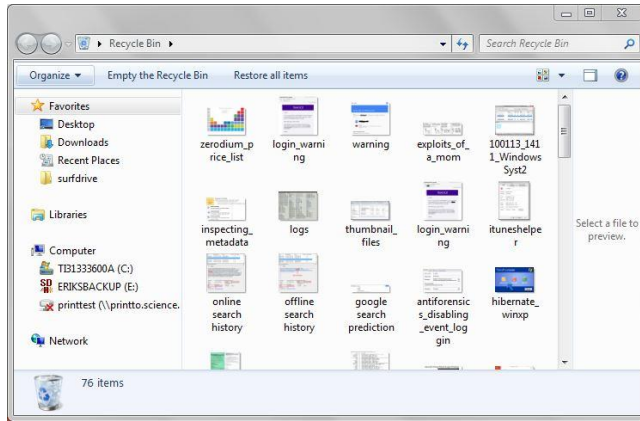 Recycle Bin
Search Recycle Bin
Organize
Empty the Recycle Bin
Restore all items
Favorites
Desktop
Downloads
Recent Places
surfdrive
Libraries
Computer
TI31333600A (C:)
ERIKSBACKUP (E:)
printtest (\\printto.science.
Network
zerodium_p
rice_list
login_warni
ng
warning
exploits_of_
a_mom
100113_141
1_Windows
Syst2
inspecting_
metadata
logs
thumbnail_
files
login_warni
ng
ituneshelpe
r
online
search
history
offline
search
history
google
search
prediction
antiforensic
s_disabling
_event_log
gin
hibernate_
winxp
Select a file to
preview.
76 items